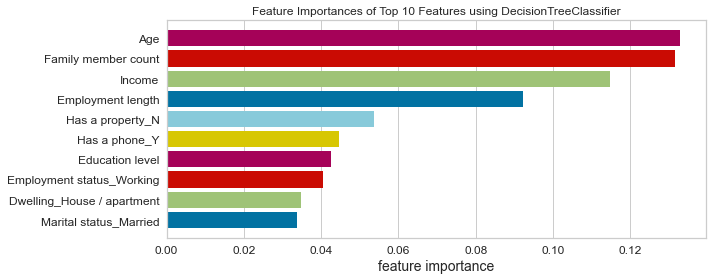 Feature Importances of Top 10 Features using DecisionTreeClassifier
Age
Family member count
Income
Employment length
Has a property_N
Has a phone_Y
Education level
Employment status_Working
Dwelling_House / apartment
Marital status_Married
0.00 0.02 0.04 0.06 0.08 0.10 0.12
feature importance